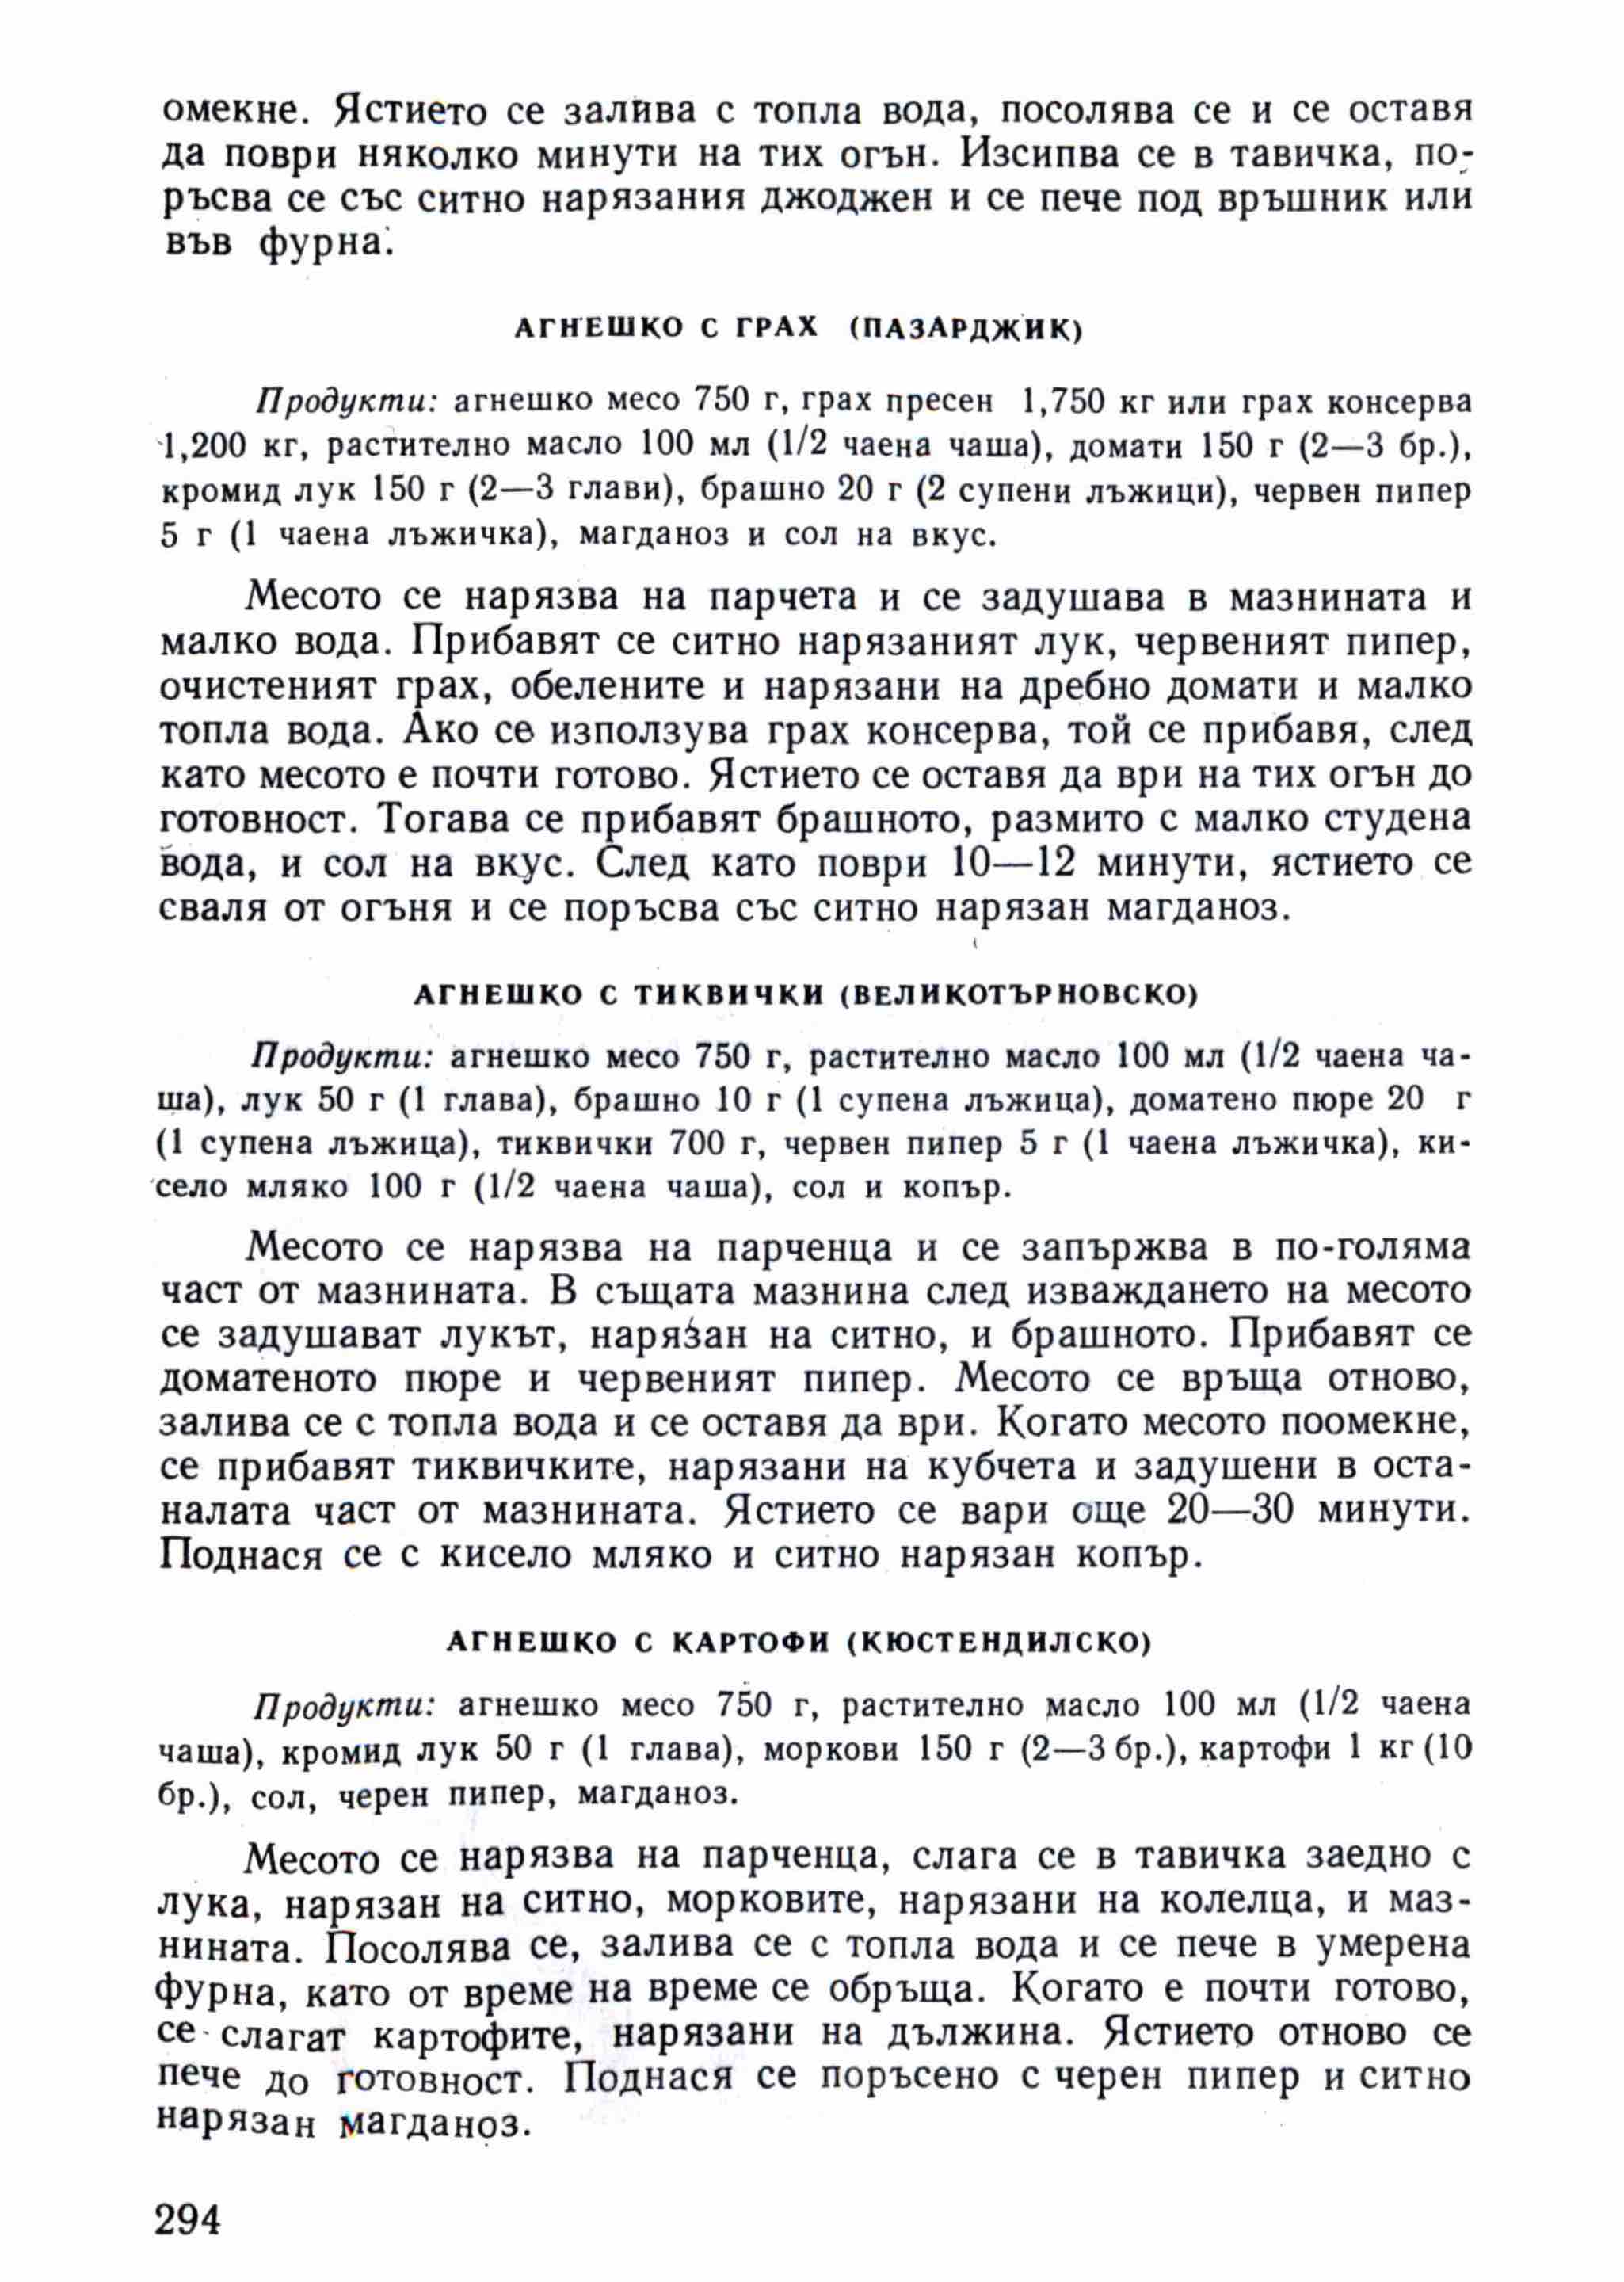 омекне. Ястието се залива с топла вода, посолява се и се оставя
да поври няколко минути на тих огън. Изсипва се в тавичка, по-
ръсва се със ситно нарязания джоджен и се пече под връшник или
във фурна.
АГНЕШКО С ГРАХ (ПАЗАРДЖИК)
Продукти: агнешко месо 750 г, грах пресен 1,750 кг или грах консерва
1,200 кг, растително масло 100 мл (1/2 чаена чаша), домати 150 г (2—3 бр.),
кромид лук 150 г (2—3 глави), брашно 20 г (2 супени лъжици), червен пипер
5 г (1 чаена лъжичка), магданоз и сол на вкус.
Месото се нарязва на парчета и се задушава в мазнината и
малко вода. Прибавят се ситно нарязаният лук, червеният пипер,
очистеният грах, обелените и нарязани на дребно домати и малко
топла вода. Ако се използува грах консерва, той се прибавя, след
като месото е почти готово. Ястието се оставя да ври на тих огън до
готовност. Тогава се прибавят брашното, размито с малко студена
вода, и сол на вкус. След като поври 10—12 минути, ястието се
сваля от огъня и се поръсва със ситно нарязан магданоз.
АГНЕШКО С ТИКВИЧКИ (ВЕЛИКОТЪРНОВСКО)
Продукти: агнешко месо 750 г, растително масло 100 мл (1/2 чаена ча-
ша), лук 50 г (1 глава), брашно 10 г (1 супена лъжица), доматено пюре 20 г
(1 супена лъжица), тиквички 700 г, червен пипер 5 г (1 чаена лъжичка), ки-
село мляко 100 г (1/2 чаена чаша), сол и копър.
Месото се нарязва на парченца и се запържва в по-голяма
част от мазнината. В същата мазнина след изваждането на месото
се задушават лукът, нарязан на ситно, и брашното. Прибавят се
доматеното пюре и червеният пипер. Месото се връща отново,
залива се с топла вода и се оставя да ври. Когато месото поомекне,
се прибавят тиквичките, нарязани на кубчета и задушени в оста-
налата част от мазнината. Ястието се вари още 20—30 минути.
Поднася се с кисело мляко и ситно нарязан копър.
АГНЕШКО С КАРТОФИ (КЮСТЕНДИЛСКО)
Продукти: агнешко месо 750 г, растително масло 100 мл (1/2 чаена
чаша), кромид лук 50 г (1 глава), моркови 150 г (2—3 бр.), картофи 1 кг (10
бр.), сол, черен пипер, магданоз.
Месото се нарязва на парченца, слага се в тавичка заедно с
лука, нарязан на ситно, морковите, нарязани на колелца, и маз-
нината. Посолява се, залива се с топла вода и се пече в умерена
фурна, като от време на време се обръща. Когато е почти готово,
се слагат картофите, нарязани на дължина. Ястието отново се
пече до готовност. Поднася се поръсено с черен пипер и ситно
нарязан магданоз.
294